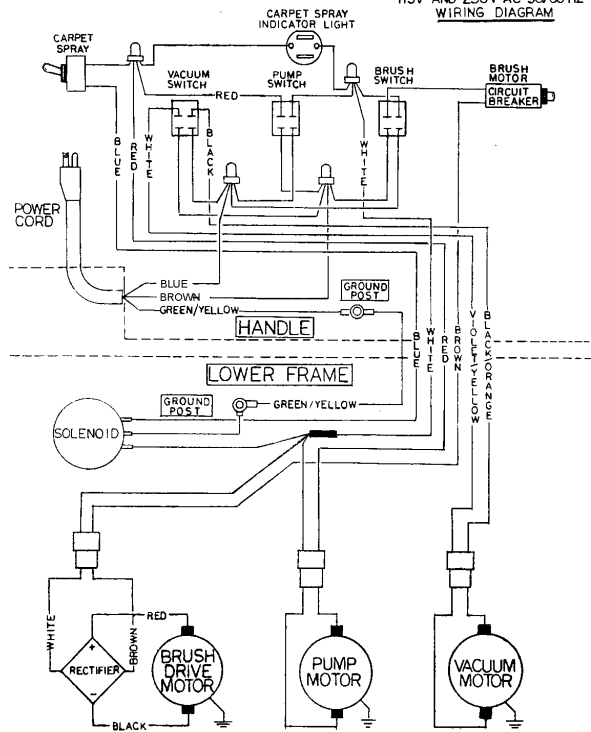 115V AND 230V AC 50/60HZ
WIRING DIAGRAM
CARPET SPRAY
INDICATOR LIGHT
CARPET
SPRAY
VACUUM
SWITCH
PUMP
SWITCH
BRUSH
SWITCH
BRUSH
MOTOR
CIRCUIT
BREAKER
RED
BLUE
RED
WHITE
BLACK
WHITE
POWER
CORD
BLUE
BROWN
GREEN/YELLOW
GROUND
POST
HANDLE
BLUE
WHITE
RED
BROWN
VIOLET/YELLOW
BLACK/ORANGE
LOWER FRAME
GROUND
POST
GREEN/YELLOW
SOLENOID
WHITE
BROWN
RED
+
RECTIFIER
-
BLACK
BRUSH
DRIVE
MOTOR
PUMP
MOTOR
VACUUM
MOTOR